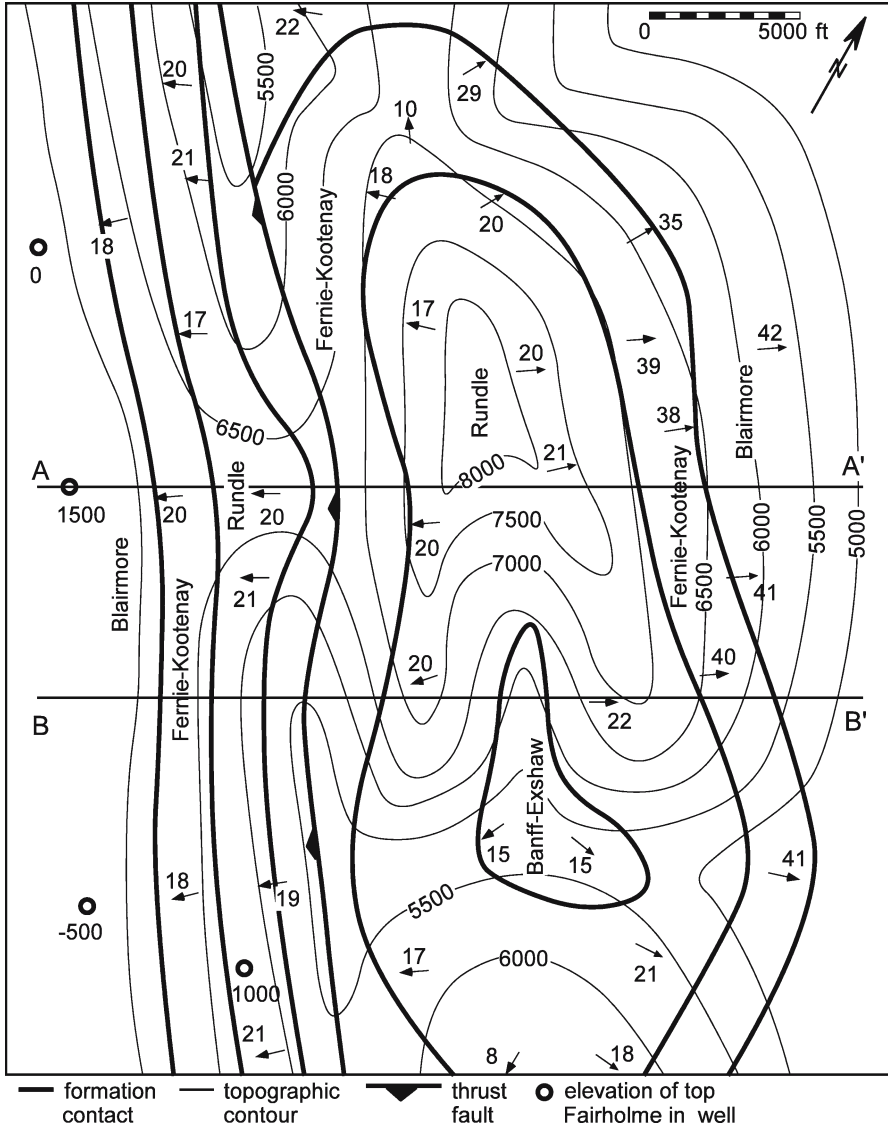 0 5000 ft
N
22
20
5500
29
10
21
6000
18
20
35
18
Fernie-Kootenay
0
17
17
20
39
42
Rundle
38
Blairmore
6500
21
A
A'
8000
Rundle
Fernie-Kootenay
1500
20
20
20
7500
6000
5500
5000
Blairmore
7000
6500
21
41
Fernie-Kootenay
20
40
B
22
B'
Banff-Exshaw
15
15
41
18
19
5500
-500
17
21
6000
1000
21
8
18
formation contact
topographic contour
thrust fault
elevation of top Fairholme in well